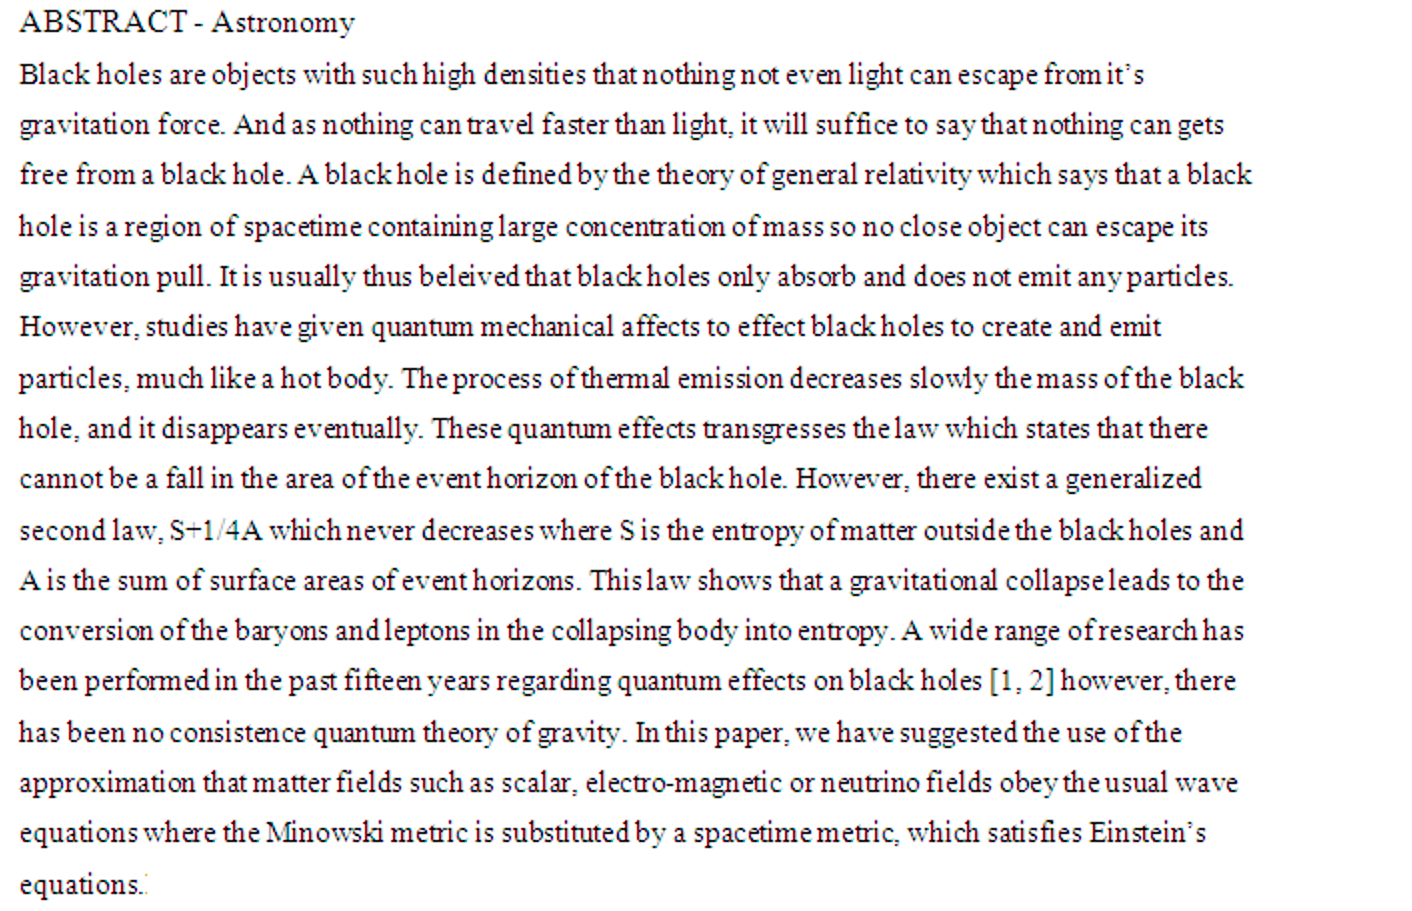 ABSTRACT - Astronomy
Black holes are objects with such high densities that nothing not even light can escape from it’s
gravitation force. And as nothing can travel faster than light, it will suffice to say that nothing can gets
free from a black hole. A black hole is defined by the theory of general relativity which says that a black
hole is a region of spacetime containing large concentration of mass so no close object can escape its
gravitation pull. It is usually thus beleived that black holes only absorb and does not emit any particles.
However, studies have given quantum mechanical affects to effect black holes to create and emit
particles, much like a hot body. The process of thermal emission decreases slowly the mass of the black
hole, and it disappears eventually. These quantum effects transgresses the law which states that there
cannot be a fall in the area of the event horizon of the black hole. However, there exist a generalized
second law, S+1/4A which never decreases where S is the entropy of matter outside the black holes and
A is the sum of surface areas of event horizons. This law shows that a gravitational collapse leads to the
conversion of the baryons and leptons in the collapsing body into entropy. A wide range of research has
been performed in the past fifteen years regarding quantum effects on black holes [1, 2] however, there
has been no consistence quantum theory of gravity. In this paper, we have suggested the use of the
approximation that matter fields such as scalar, electro-magnetic or neutrino fields obey the usual wave
equations where the Minowski metric is substituted by a spacetime metric, which satisfies Einstein’s
equations.